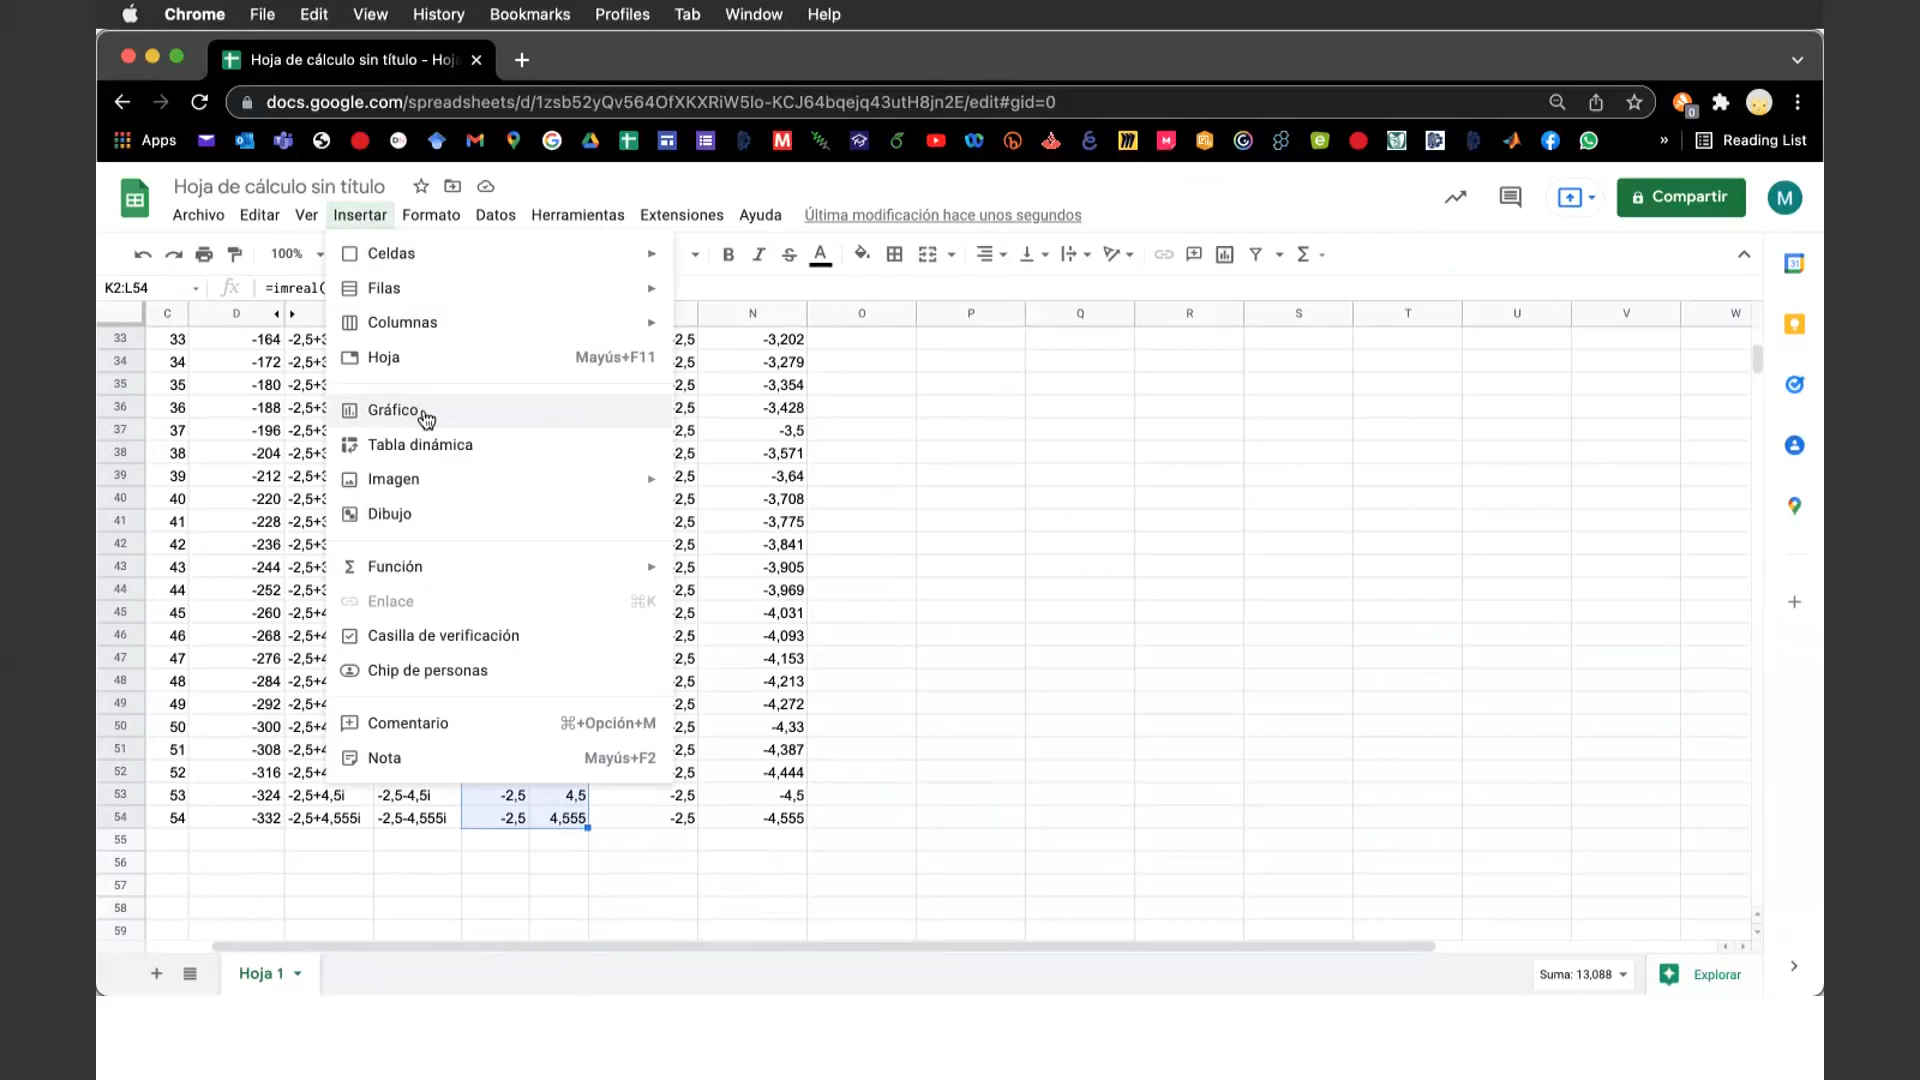 Chrome File Edit View History Bookmarks Profiles Tab Window Help
Hoja de cálculo sin título - Hoja
docs.google.com/spreadsheets/d/1zsb52yQv564OfXKXRiW5lo-KCJ64bqejq43utH8jn2E/edit#gid=0
Apps Reading List
Hoja de cálculo sin título
Compartir M
Archivo Editar Ver Insertar Formato Datos Herramientas Extensiones Ayuda Última modificación hace unos segundos
100% B I S A
K2:L54 fx =imreal(
Celdas
Filas
Columnas
Hoja Mayús+F11
Gráfico
Tabla dinámica
Imagen
Dibujo
Función
Enlace ⌘K
Casilla de verificación
Chip de personas
Comentario ⌘+Opción+M
Nota Mayús+F2
C D N O P Q R S T U V W
33 33 -164 -2,5+3 -2,5 -3,202
34 34 -172 -2,5+3 -2,5 -3,279
35 35 -180 -2,5+3 -2,5 -3,354
36 36 -188 -2,5+3 -2,5 -3,428
37 37 -196 -2,5+3 -2,5 -3,5
38 38 -204 -2,5+3 -2,5 -3,571
39 39 -212 -2,5+3 -2,5 -3,64
40 40 -220 -2,5+3 -2,5 -3,708
41 41 -228 -2,5+3 -2,5 -3,775
42 42 -236 -2,5+3 -2,5 -3,841
43 43 -244 -2,5+3 -2,5 -3,905
44 44 -252 -2,5+3 -2,5 -3,969
45 45 -260 -2,5+4 -2,5 -4,031
46 46 -268 -2,5+4 -2,5 -4,093
47 47 -276 -2,5+4 -2,5 -4,153
48 48 -284 -2,5+4 -2,5 -4,213
49 49 -292 -2,5+4 -2,5 -4,272
50 50 -300 -2,5+4 -2,5 -4,33
51 51 -308 -2,5+4 -2,5 -4,387
52 52 -316 -2,5+4 -2,5 -4,444
53 53 -324 -2,5+4,5i -2,5-4,5i -2,5 4,5 -2,5 -4,5
54 54 -332 -2,5+4,555i -2,5-4,555i -2,5 4,555 -2,5 -4,555
55
56
57
58
59
Hoja 1 Suma: 13,088 Explorar